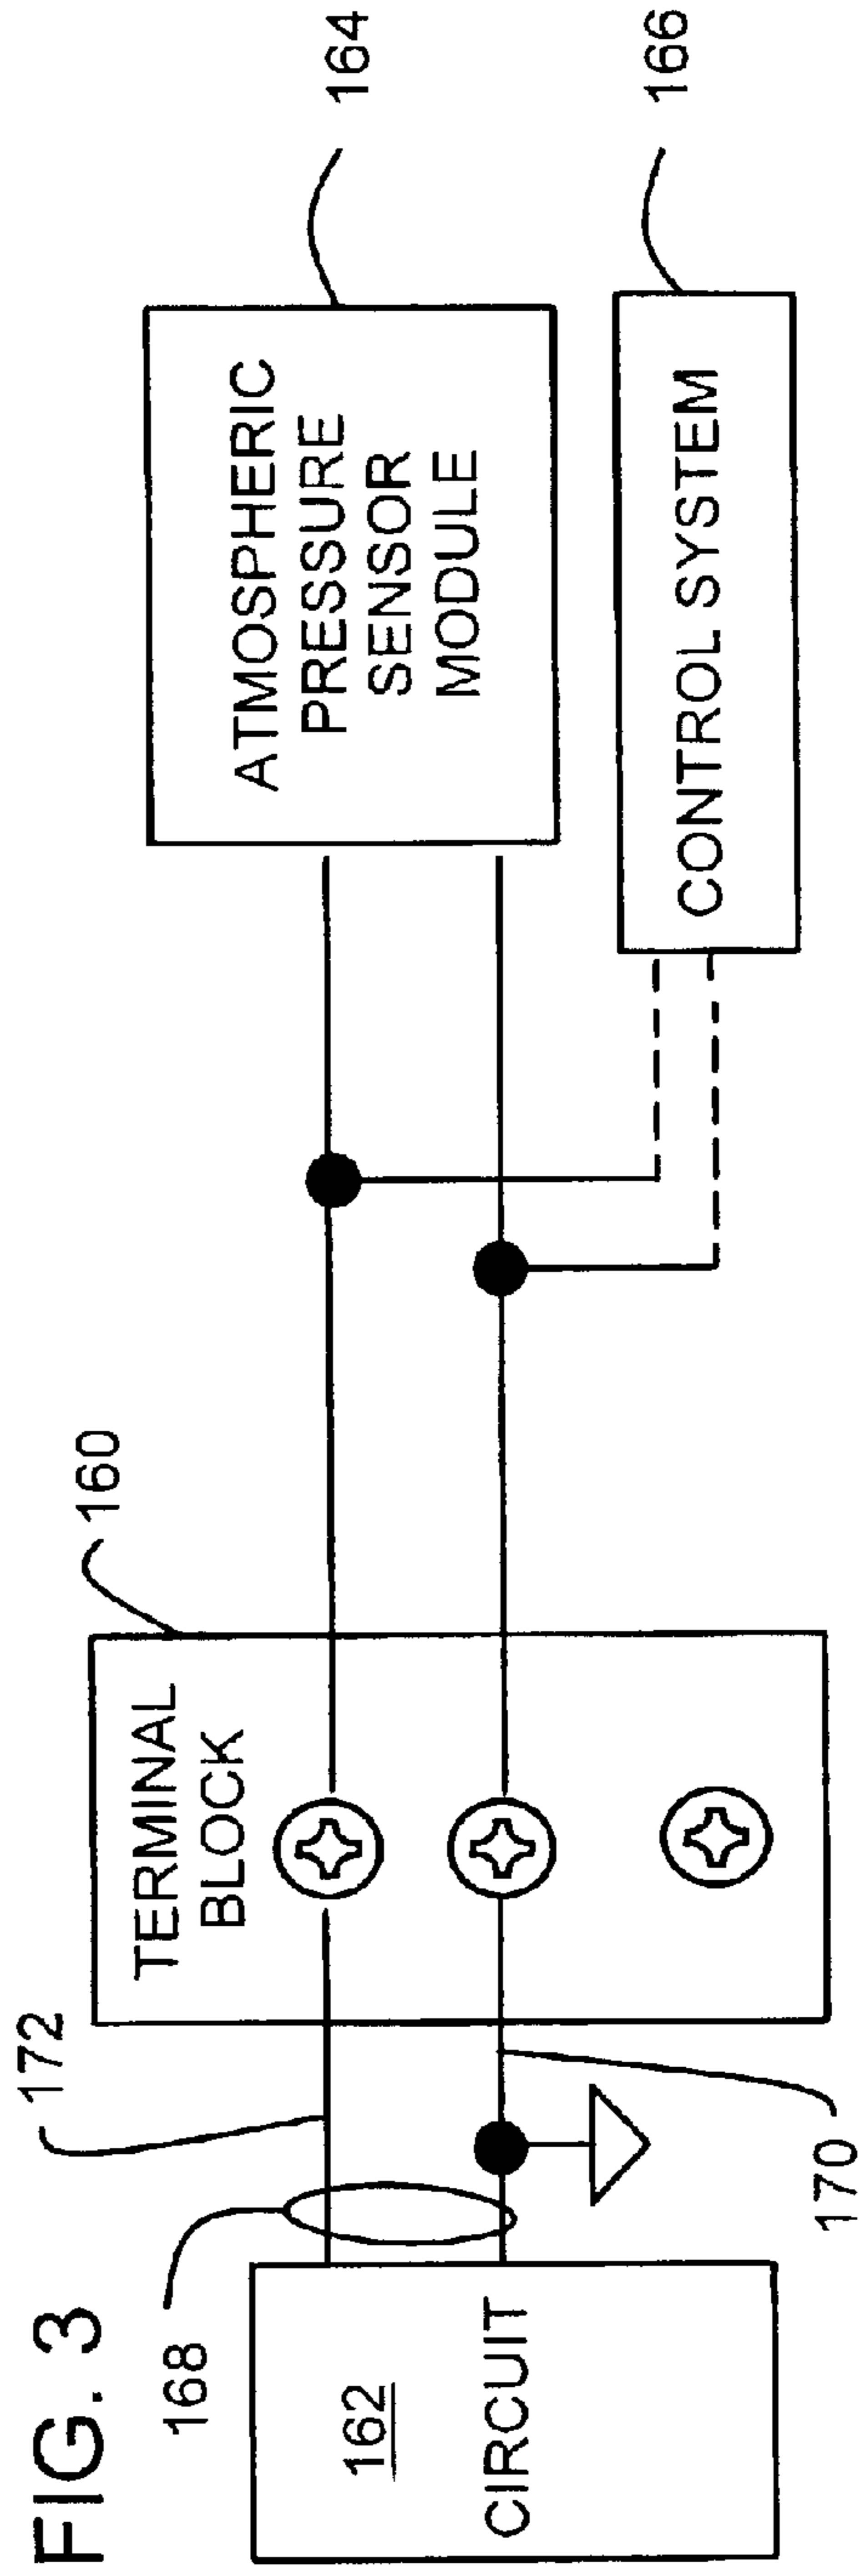 FIG. 3
168
172
160
164
166
170
162
CIRCUIT
TERMINAL
BLOCK
ATMOSPHERIC
PRESSURE
SENSOR
MODULE
CONTROL SYSTEM